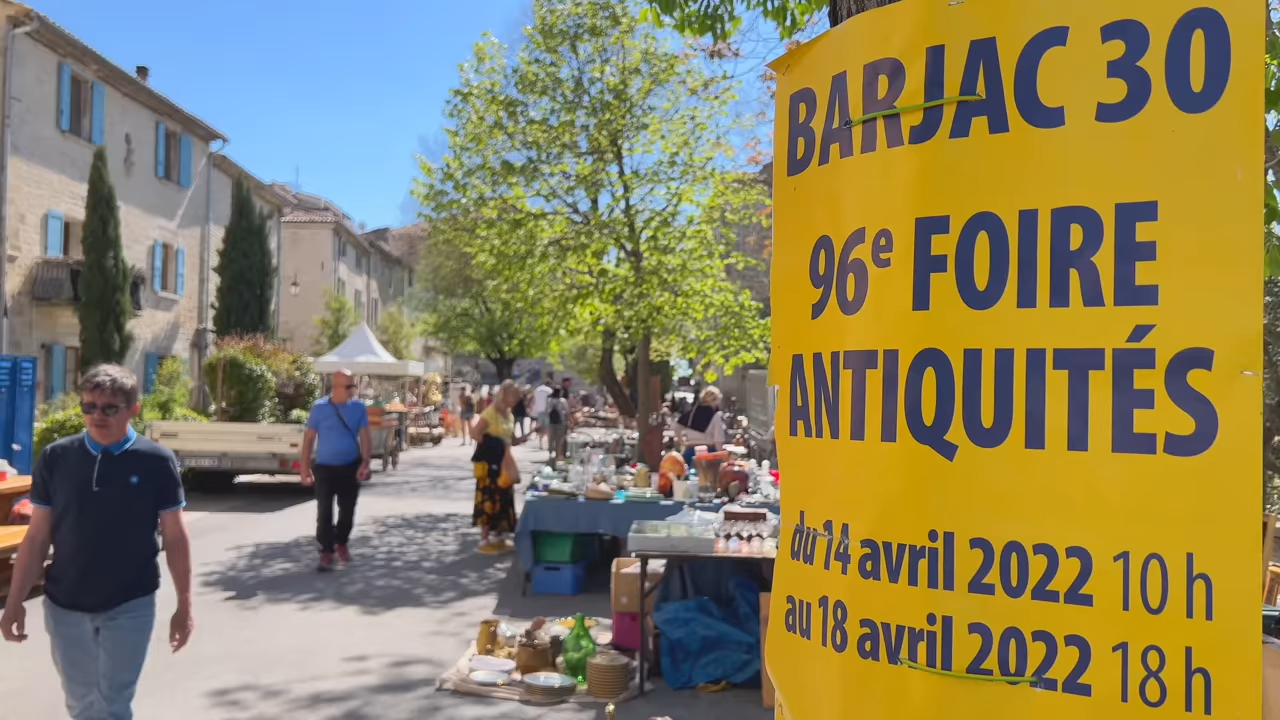 BARJAC 30
96e FOIRE
ANTIQUITÉS
du 14 avril 2022 10 h
au 18 avril 2022 18 h